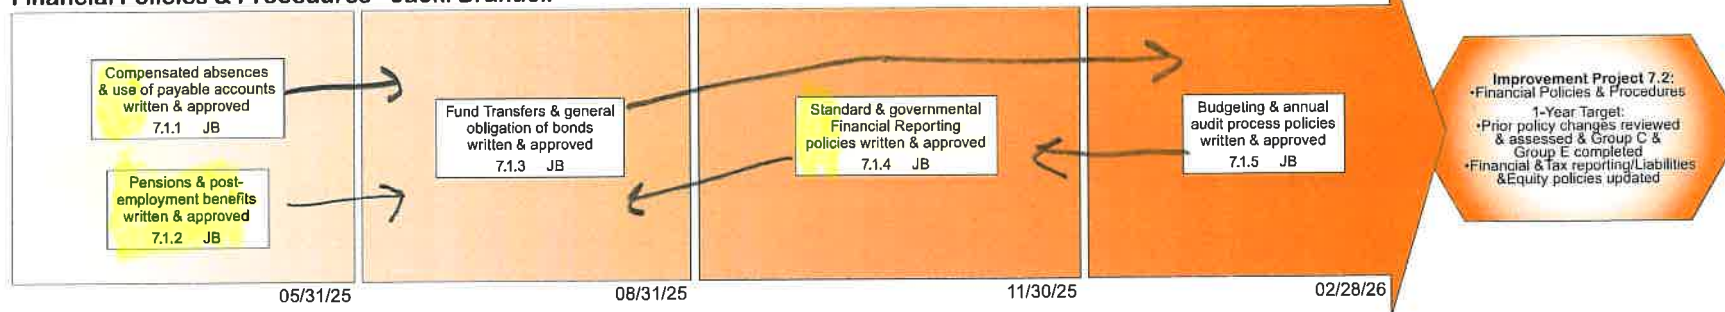 Compensated absences
& use of payable accounts
written & approved
7.1.1 JB
Pensions & post-
employment benefits
written & approved
7.1.2 JB
05/31/25
Fund Transfers & general
obligation of bonds
written & approved
7.1.3 JB
08/31/25
Standard & governmental
Financial Reporting
policies written & approved
7.1.4 JB
11/30/25
Budgeting & annual
audit process policies
written & approved
7.1.5 JB
02/28/26
Improvement Project 7.2:
•Financial Policies & Procedures
1-Year Target:
•Prior policy changes reviewed
& assessed & Group C &
Group E completed
•Financial &Tax reporting/Liabilities
&Equity policies updated